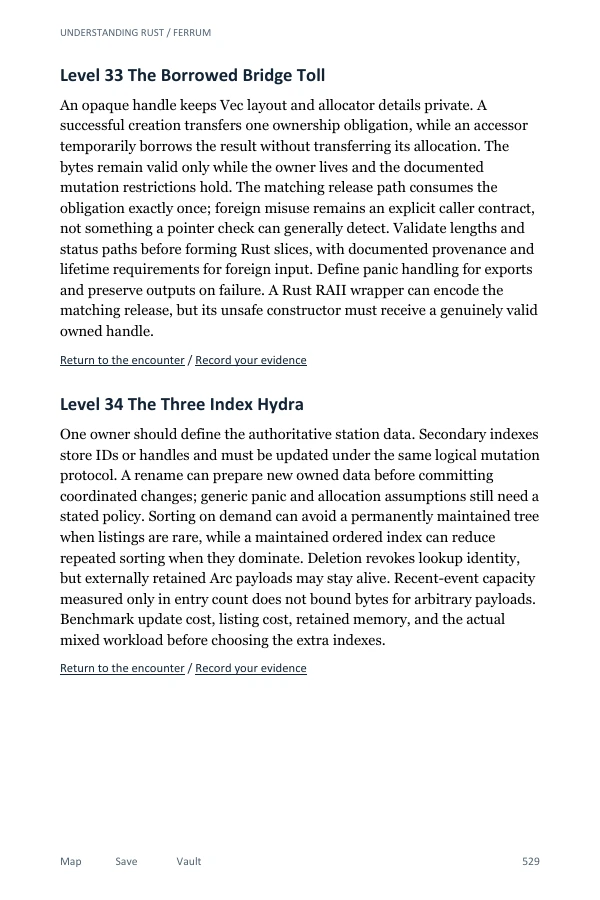 UNDERSTANDING RUST / FERRUM
Level 33 The Borrowed Bridge Toll
An opaque handle keeps Vec layout and allocator details private. A
successful creation transfers one ownership obligation, while an accessor
temporarily borrows the result without transferring its allocation. The
bytes remain valid only while the owner lives and the documented
mutation restrictions hold. The matching release path consumes the
obligation exactly once; foreign misuse remains an explicit caller contract,
not something a pointer check can generally detect. Validate lengths and
status paths before forming Rust slices, with documented provenance and
lifetime requirements for foreign input. Define panic handling for exports
and preserve outputs on failure. A Rust RAII wrapper can encode the
matching release, but its unsafe constructor must receive a genuinely valid
owned handle.
Return to the encounter / Record your evidence
Level 34 The Three Index Hydra
One owner should define the authoritative station data. Secondary indexes
store IDs or handles and must be updated under the same logical mutation
protocol. A rename can prepare new owned data before committing
coordinated changes; generic panic and allocation assumptions still need a
stated policy. Sorting on demand can avoid a permanently maintained tree
when listings are rare, while a maintained ordered index can reduce
repeated sorting when they dominate. Deletion revokes lookup identity,
but externally retained Arc payloads may stay alive. Recent-event capacity
measured only in entry count does not bound bytes for arbitrary payloads.
Benchmark update cost, listing cost, retained memory, and the actual
mixed workload before choosing the extra indexes.
Return to the encounter / Record your evidence
Map Save Vault 529